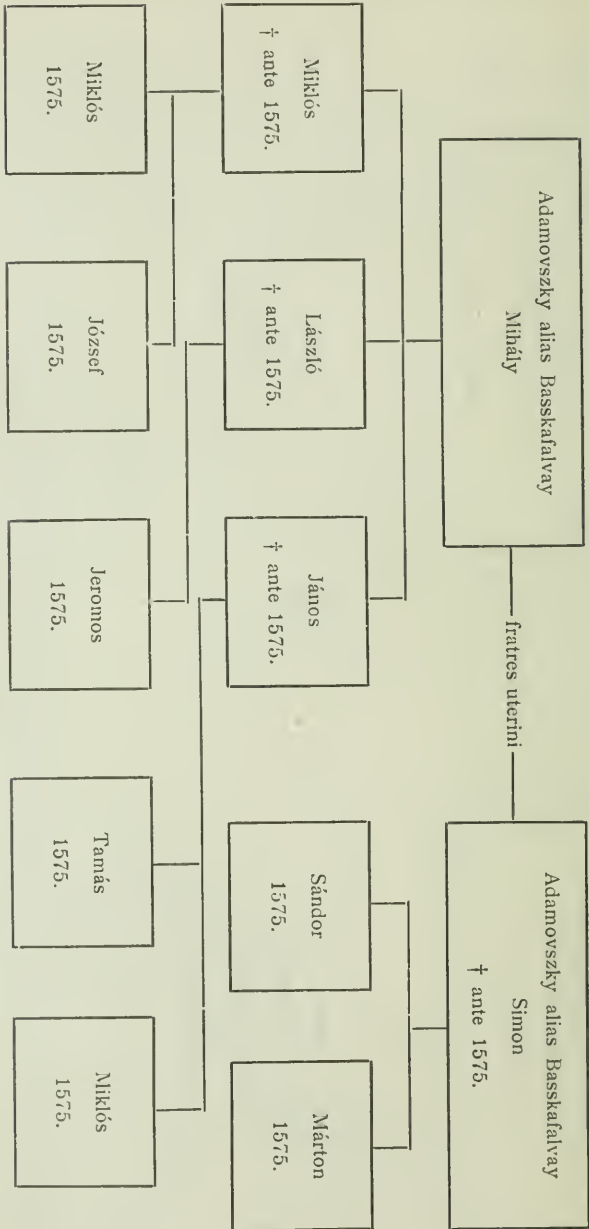 Adamovszky alias Basskafalvay
Mihály
fratres uterini
Adamovszky alias Basskafalvay
Simon
† ante 1575.
Miklós
† ante 1575.
László
† ante 1575.
János
† ante 1575.
Sándor
1575.
Márton
1575.
Miklós
1575.
József
1575.
Jeromos
1575.
Tamás
1575.
Miklós
1575.